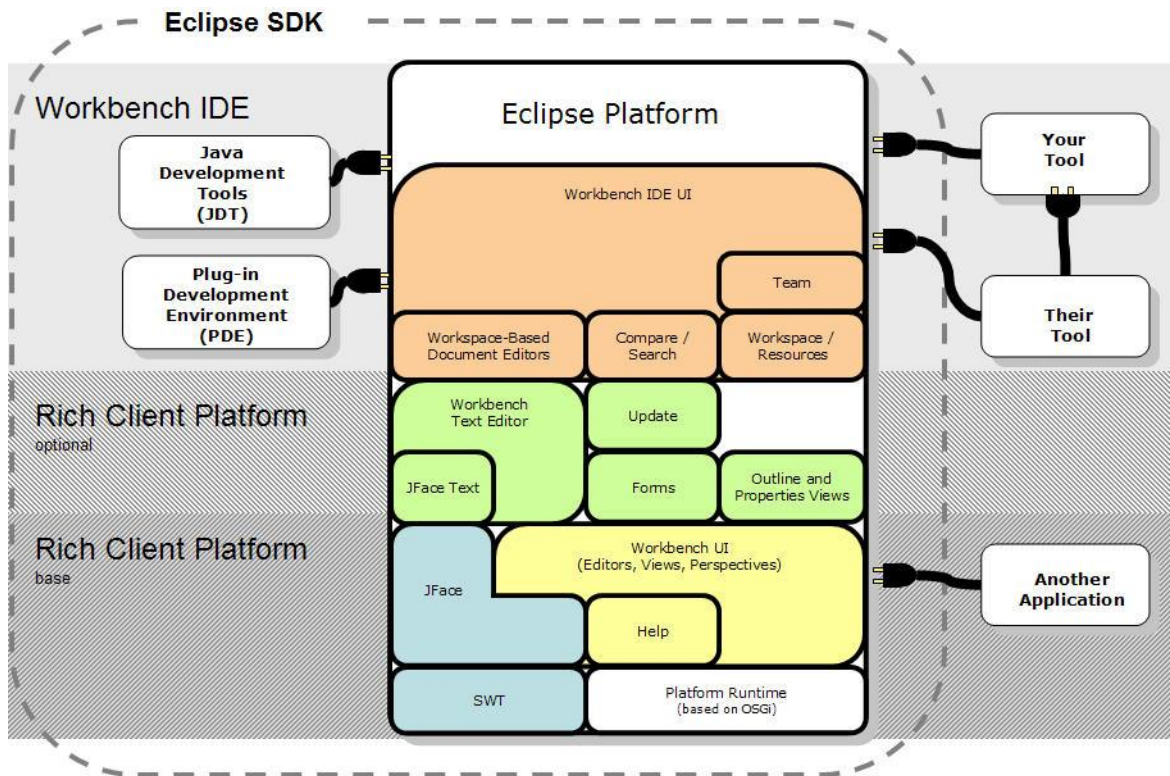 Eclipse SDK
Workbench IDE
Eclipse Platform
Java
Development
Tools
(JDT)
Your
Tool
Workbench IDE UI
Plug-in
Development
Environment
(PDE)
Team
Their
Tool
Workspace-Based
Document Editors
Compare /
Search
Workspace /
Resources
Rich Client Platform
optional
Workbench
Text Editor
Update
JFace Text
Forms
Outline and
Properties Views
Rich Client Platform
base
Workbench UI
(Editors, Views, Perspectives)
JFace
Another
Application
Help
SWT
Platform Runtime
(based on OSGi)